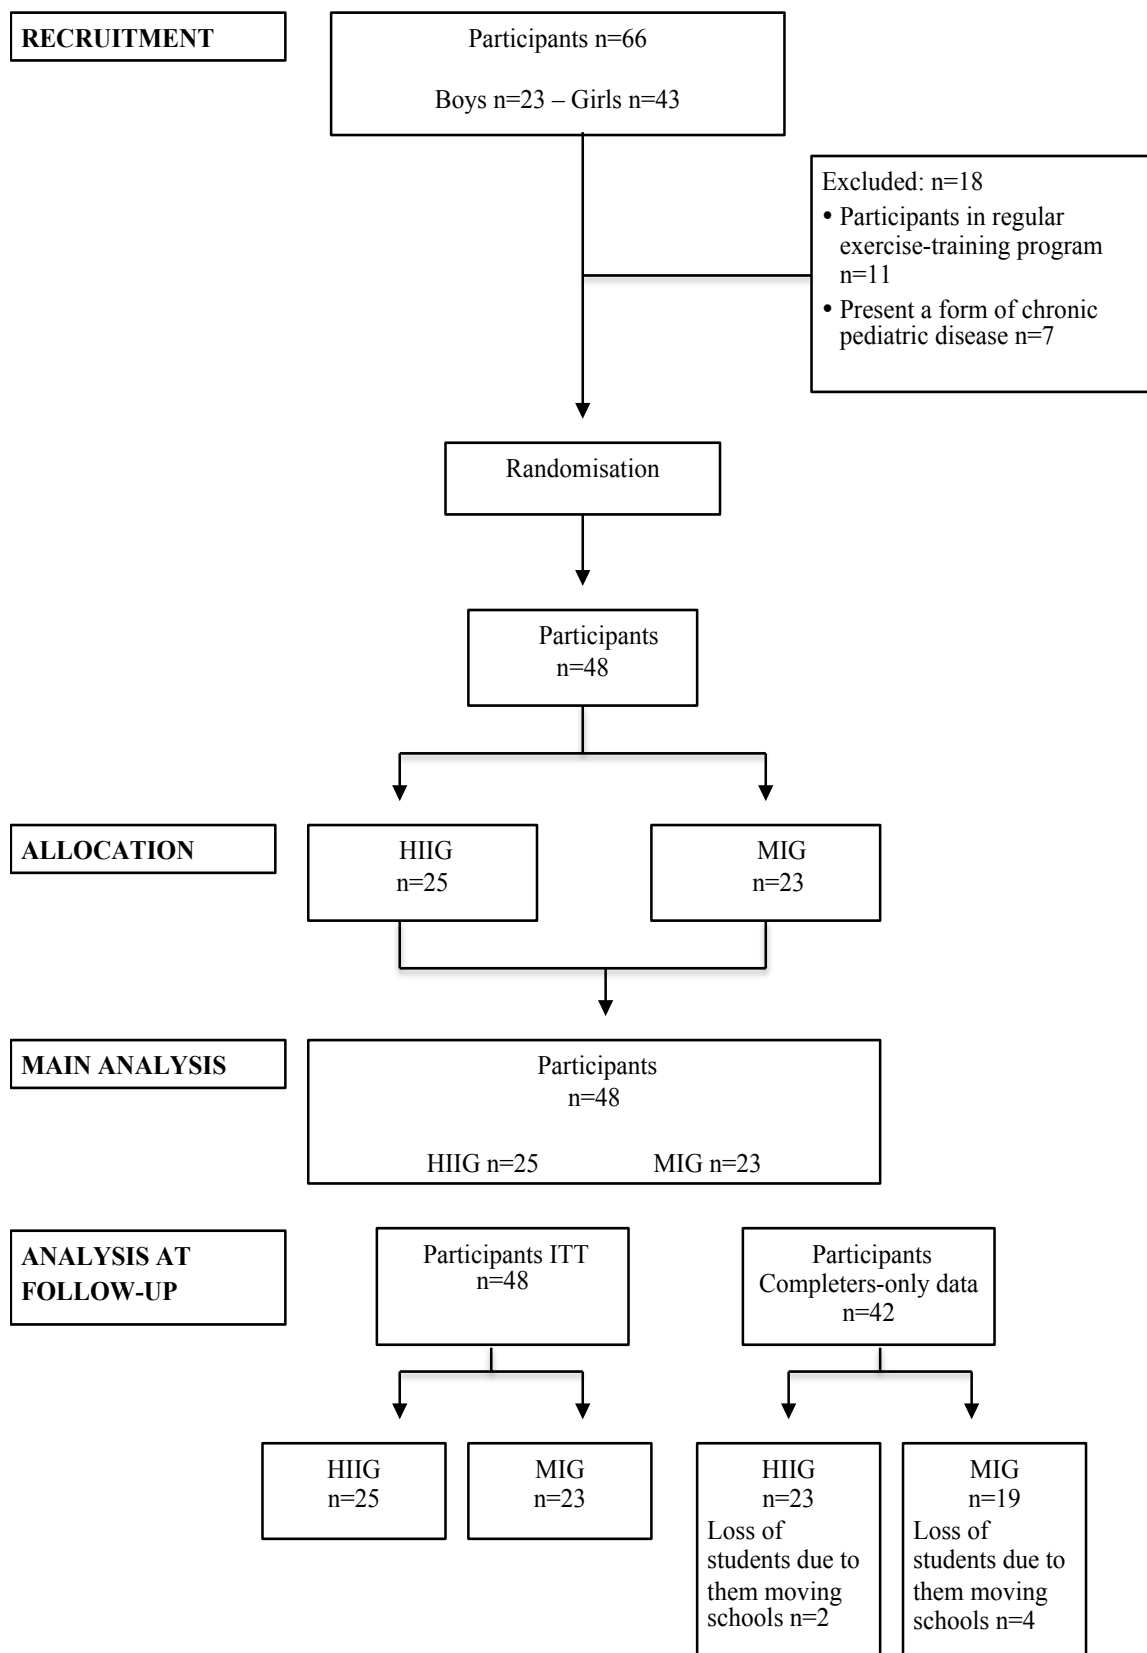 RECRUITMENT
Participants n=66
Boys n=23 – Girls n=43
Excluded: n=18
• Participants in regular
exercise-training program
n=11
• Present a form of chronic
pediatric disease n=7
Randomisation
Participants
n=48
ALLOCATION
HIIG
n=25
MIG
n=23
MAIN ANALYSIS
Participants
n=48
HIIG n=25
MIG n=23
ANALYSIS AT
FOLLOW-UP
Participants ITT
n=48
Participants
Completers-only data
n=42
HIIG
n=25
MIG
n=23
HIIG
n=23
Loss of
students due to
them moving
schools n=2
MIG
n=19
Loss of
students due to
them moving
schools n=4